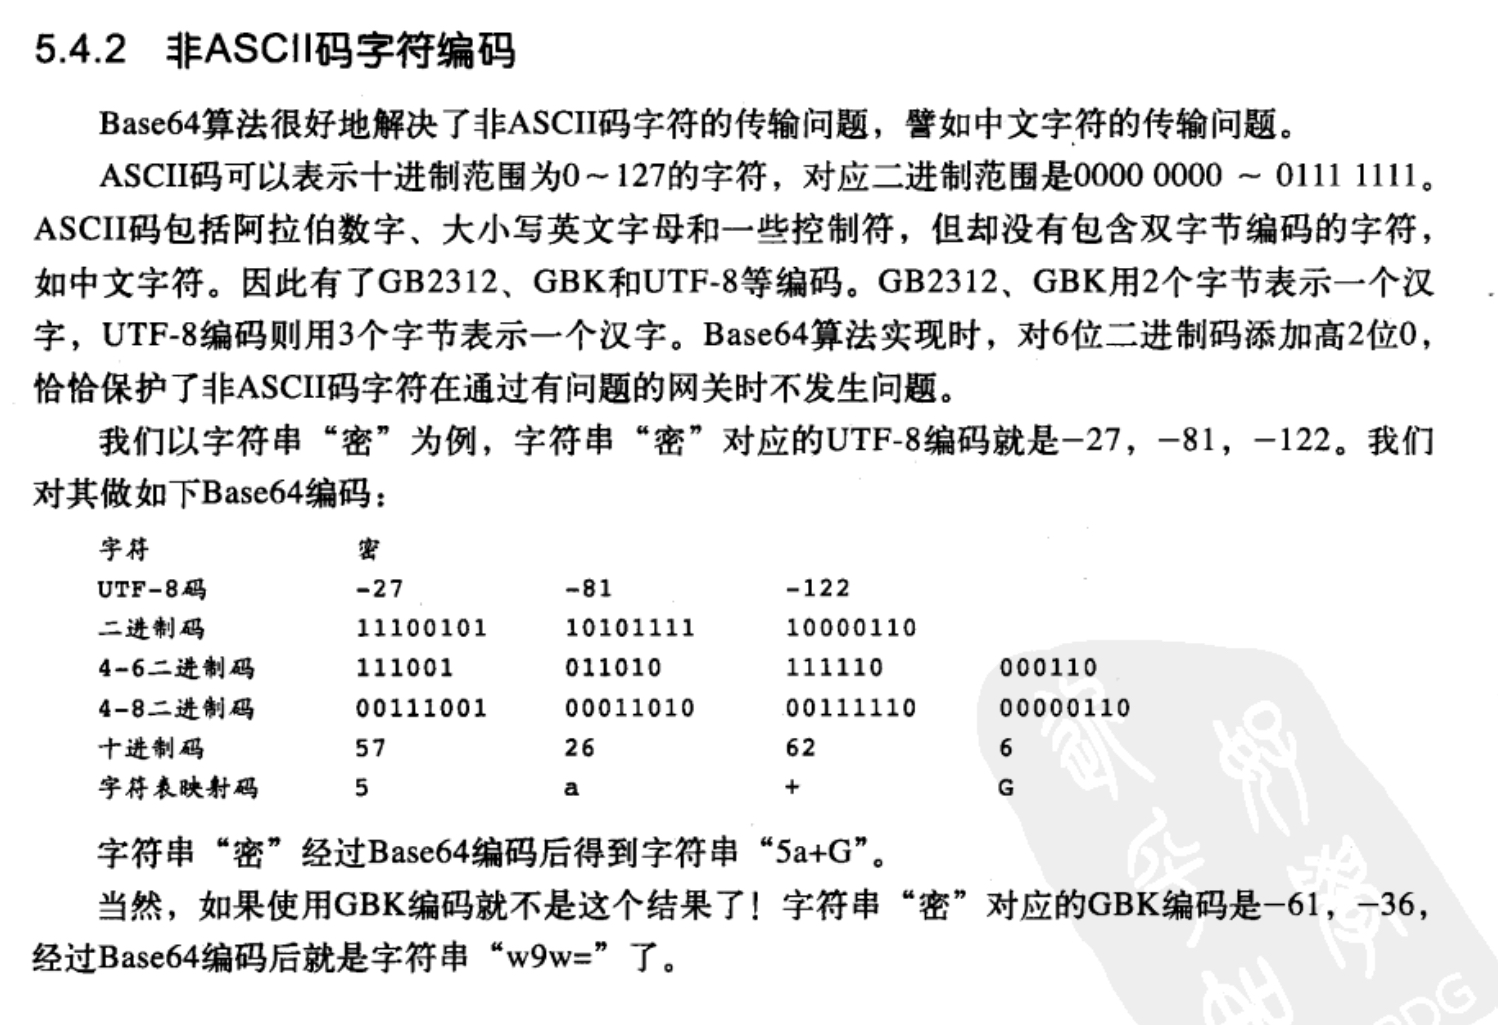 5.4.2 非ASCII码字符编码
Base64算法很好地解决了非ASCII码字符的传输问题，譬如中文字符的传输问题。
ASCII码可以表示十进制范围为0～127的字符，对应二进制范围是0000 0000 ～ 0111 1111。
ASCII码包括阿拉伯数字、大小写英文字母和一些控制符，但却没有包含双字节编码的字符，
如中文字符。因此有了GB2312、GBK和UTF-8等编码。GB2312、GBK用2个字节表示一个汉
字，UTF-8编码则用3个字节表示一个汉字。Base64算法实现时，对6位二进制码添加高2位0，
恰恰保护了非ASCII码字符在通过有问题的网关时不发生问题。
我们以字符串“密”为例，字符串“密”对应的UTF-8编码就是−27，−81，−122。我们
对其做如下Base64编码：
字符 密
UTF-8码 -27 -81 -122
二进制码 11100101 10101111 10000110
4-6二进制码 111001 011010 111110 000110
4-8二进制码 00111001 00011010 00111110 00000110
十进制码 57 26 62 6
字符表映射码 5 a + G
字符串“密”经过Base64编码后得到字符串“5a+G”。
当然，如果使用GBK编码就不是这个结果了！字符串“密”对应的GBK编码是−61，−36，
经过Base64编码后就是字符串“w9w=”了。